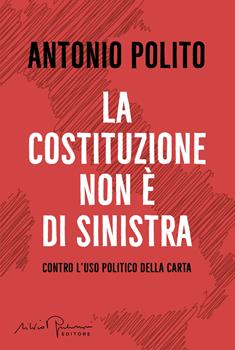 ANTONIO POLITO
LA
COSTITUZIONE
NON È
DI SINISTRA
CONTRO L'USO POLITICO DELLA CARTA
EDITORE